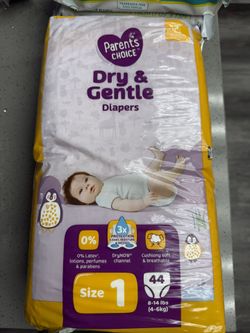 Parent's
CHOICE
Dry &
Gentle
Diapers
0%
3x
0% Latex,
lotions, perfumes
& parabens
DryNOW
channel
Cushiony soft
& breathable
Size 1
44
8-14 lbs
(4-6kg)